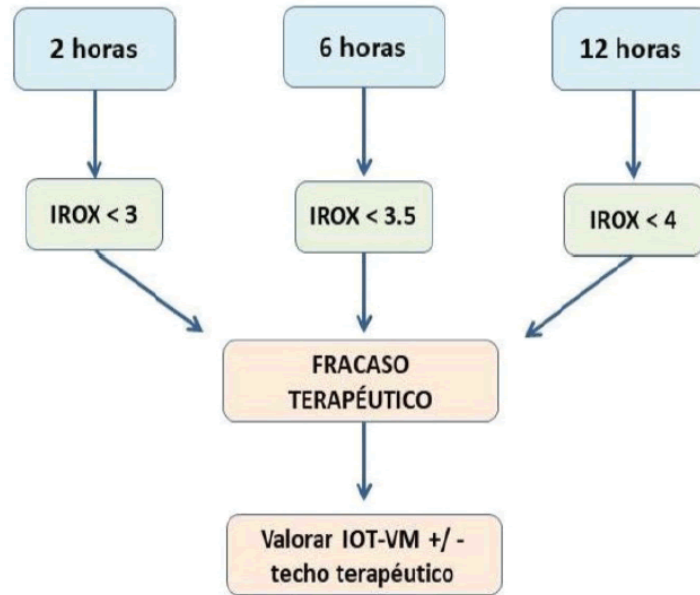 2 horas
6 horas
12 horas
IROX < 3
IROX < 3.5
IROX < 4
FRACASO
TERAPÉUTICO
Valorar IOT-VM +/ -
techo terapéutico